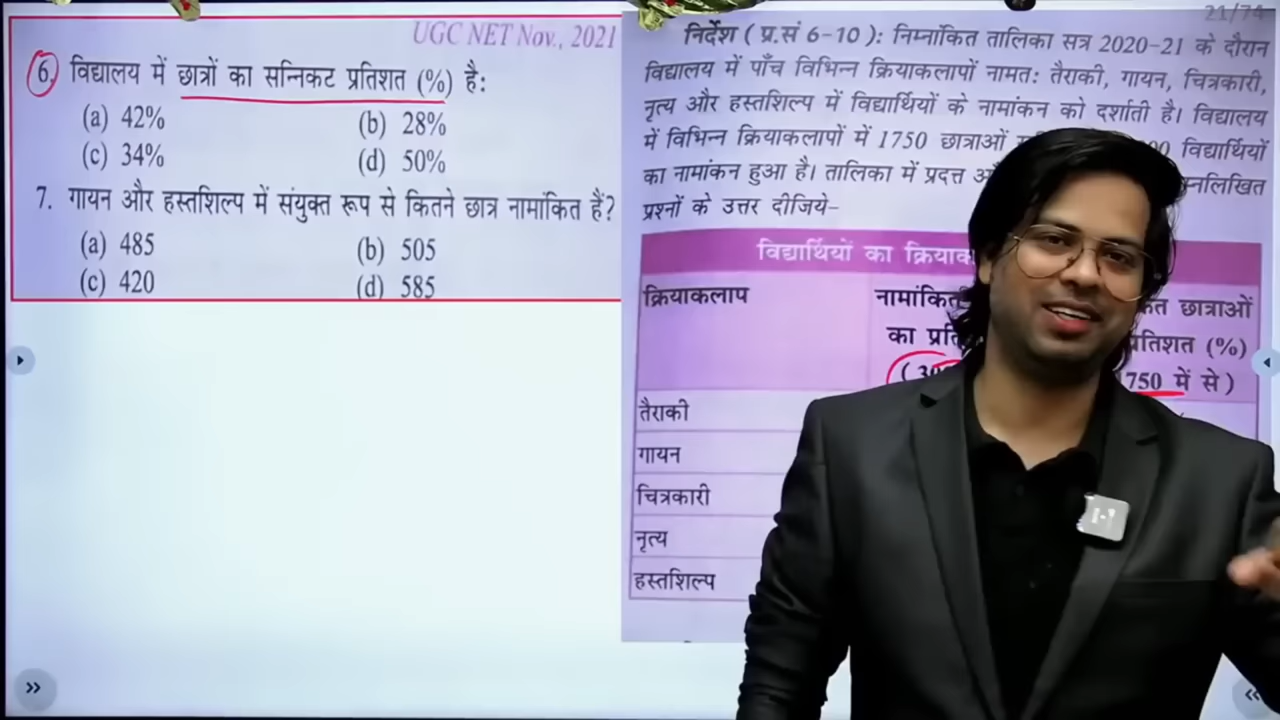 UGC NET Nov., 2021
6. विद्यालय में छात्रों का सन्निकट प्रतिशत (%) है:
(a) 42% (b) 28%
(c) 34% (d) 50%
7. गायन और हस्तशिल्प में संयुक्त रूप से कितने छात्र नामांकित हैं?
(a) 485 (b) 505
(c) 420 (d) 585
21/74
निर्देश ( प्र.सं 6-10 ): निम्नांकित तालिका सत्र 2020-21 के दौरान
विद्यालय में पाँच विभिन्न क्रियाकलापों नामत: तैराकी, गायन, चित्रकारी,
नृत्य और हस्तशिल्प में विद्यार्थियों के नामांकन को दर्शाती है। विद्यालय
में विभिन्न क्रियाकलापों में 1750 छात्राओं विद्यार्थियों
का नामांकन हुआ है। तालिका में प्रदत्त
प्रश्नों के उत्तर दीजिये-
विद्यार्थियों का
क्रियाकलाप नामांकित छात्राओं
का प्रतिशत (%)
750 में से )
तैराकी
गायन
चित्रकारी
नृत्य
हस्तशिल्प